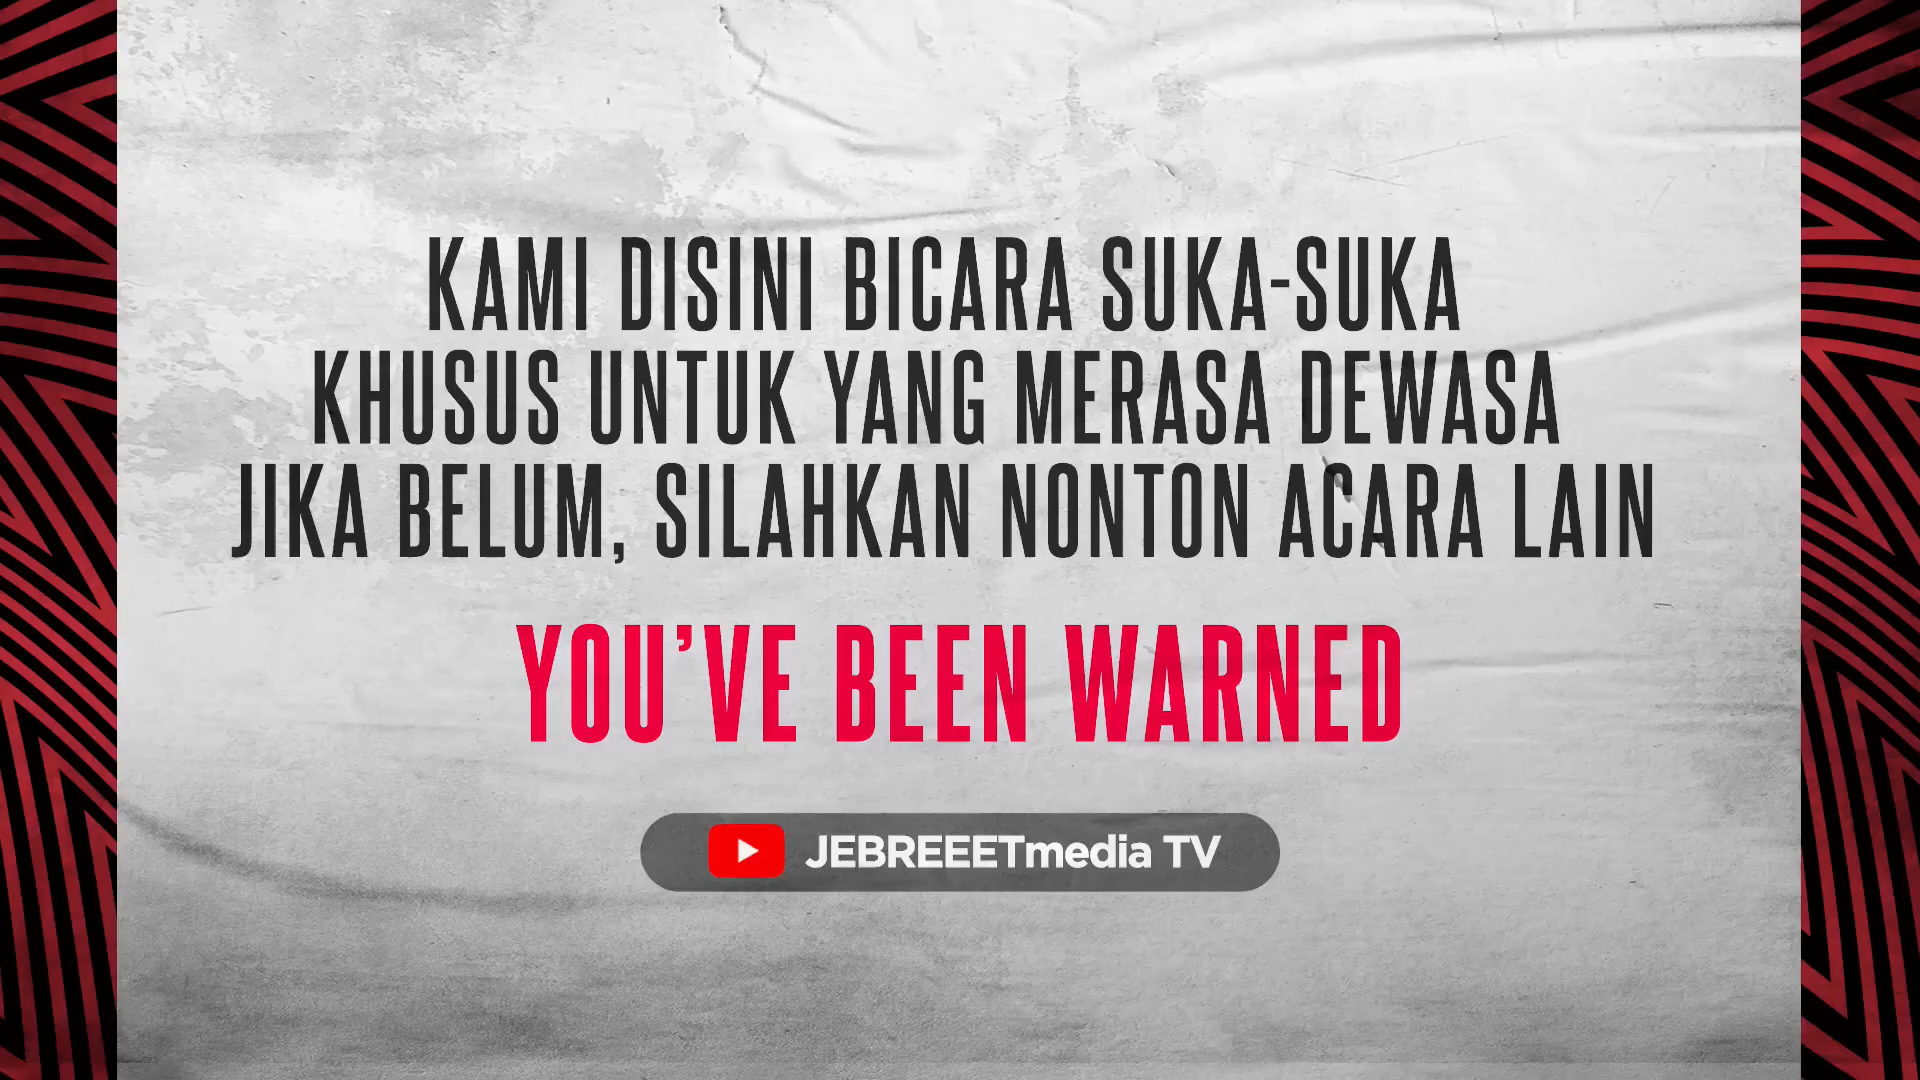 KAMI DISINI BICARA SUKA-SUKA
KHUSUS UNTUK YANG MERASA DEWASA
JIKA BELUM, SILAHKAN NONTON ACARA LAIN
YOU'VE BEEN WARNED
JEBREEETmedia TV